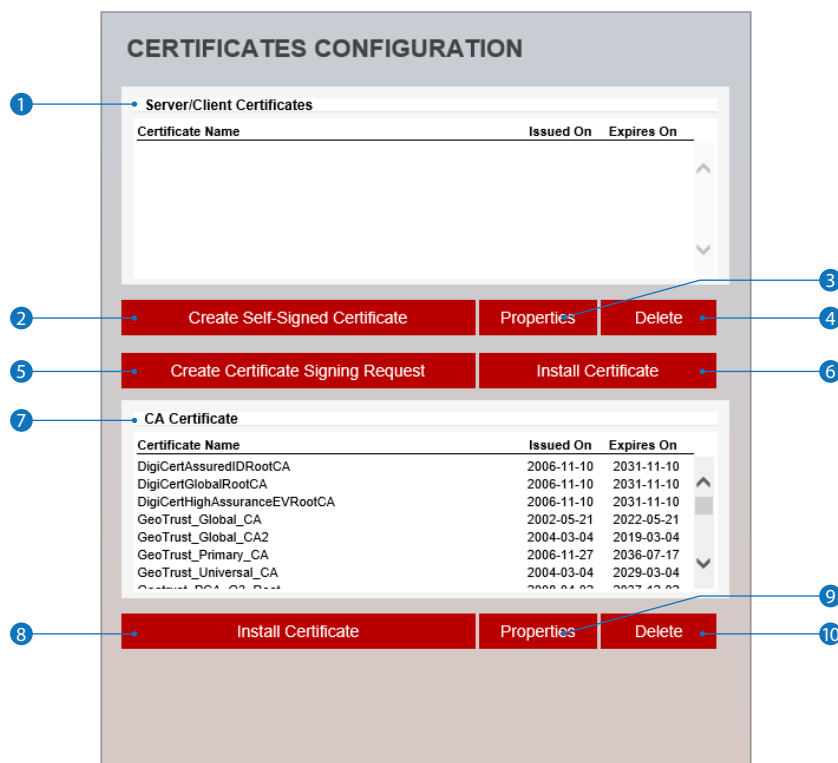 CERTIFICATES CONFIGURATION
1 Server/Client Certificates
Certificate Name Issued On Expires On
3
2 Create Self-Signed Certificate Properties Delete 4
5 Create Certificate Signing Request Install Certificate 6
7 CA Certificate
Certificate Name Issued On Expires On
DigiCertAssuredIDRootCA 2006-11-10 2031-11-10
DigiCertGlobalRootCA 2006-11-10 2031-11-10
DigiCertHighAssuranceEVRootCA 2006-11-10 2031-11-10
GeoTrust_Global_CA 2002-05-21 2022-05-21
GeoTrust_Global_CA2 2004-03-04 2019-03-04
GeoTrust_Primary_CA 2006-11-27 2036-07-17
GeoTrust_Universal_CA 2004-03-04 2029-03-04
9
8 Install Certificate Properties Delete 10